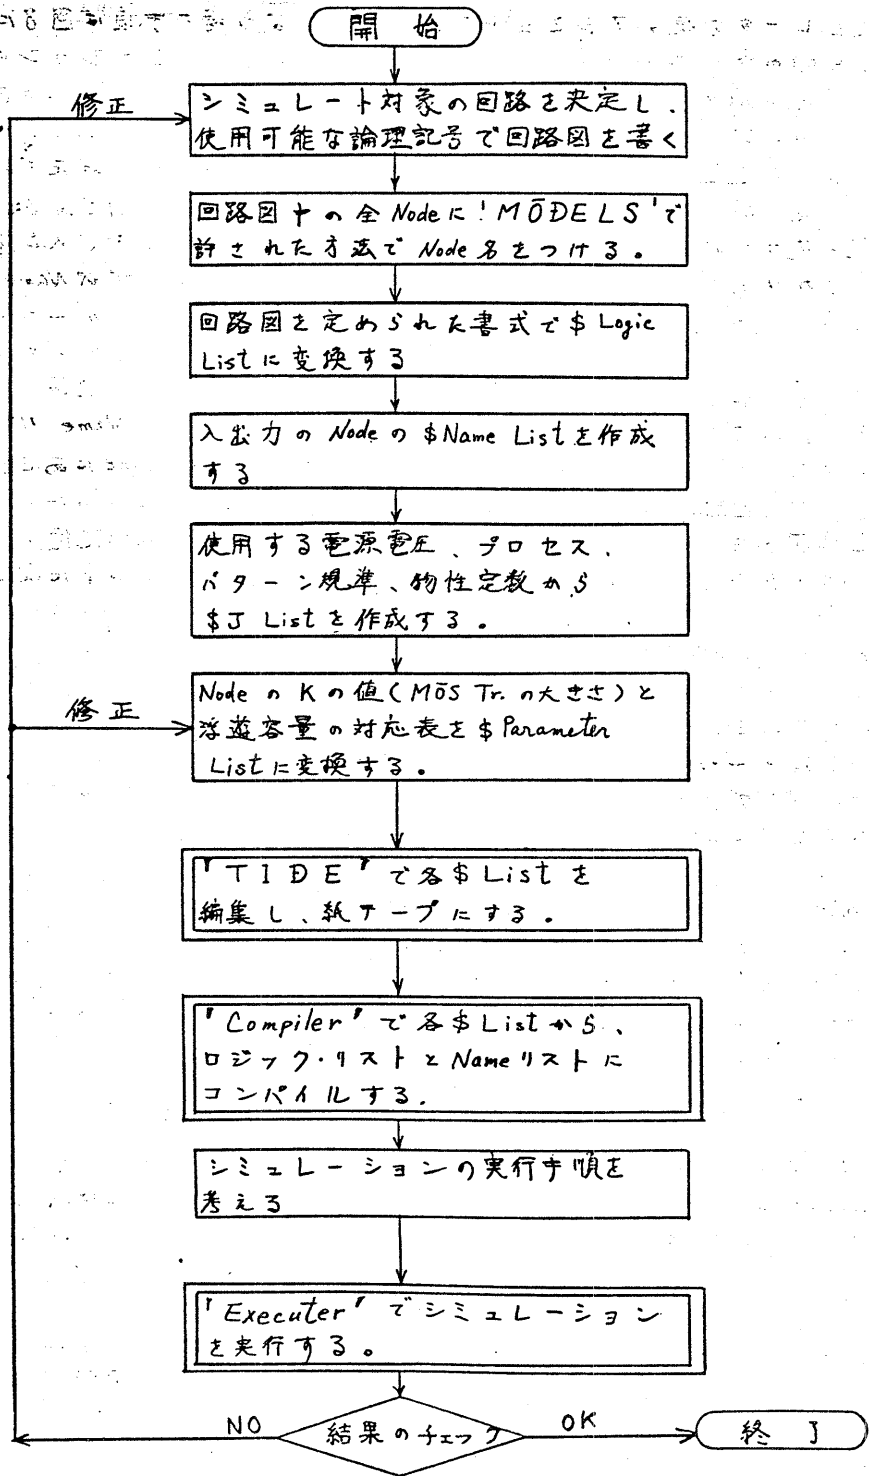 開 始
修正
シミュレート対象の回路を決定し、
使用可能な論理記号で回路図を書く
回路図中の全Nodeに'MŌDELS'で
許された方法でNode名をつける。
回路図を定められた書式で$Logic
Listに変換する
入出力のNodeの$Name Listを作成
する
使用する電源電圧、プロセス、
パターン規準、物性定数から
$J Listを作成する。
修正
NodeのKの値(MŌS Tr.の大きさ)と
浮遊容量の対応表を$Parameter
Listに変換する。
'TIDE'で各$Listを
編集し、紙テープにする。
'Compiler'で各$Listから、
ロジック・リストとNameリストに
コンパイルする.
シミュレーションの実行手順を
考える
'Executer'でシミュレーション
を実行する。
NO
結果のチェック
OK
終 了